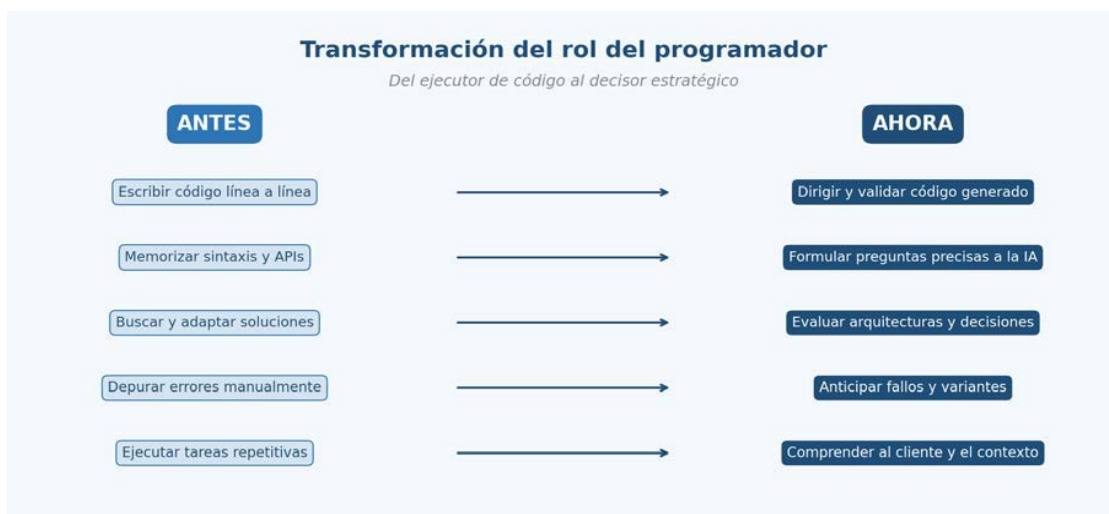 Transformación del rol del programador
Del ejecutor de código al decisor estratégico
ANTES
AHORA
Escribir código línea a línea
Dirigir y validar código generado
Memorizar sintaxis y APIs
Formular preguntas precisas a la IA
Buscar y adaptar soluciones
Evaluar arquitecturas y decisiones
Depurar errores manualmente
Anticipar fallos y variantes
Ejecutar tareas repetitivas
Comprender al cliente y el contexto